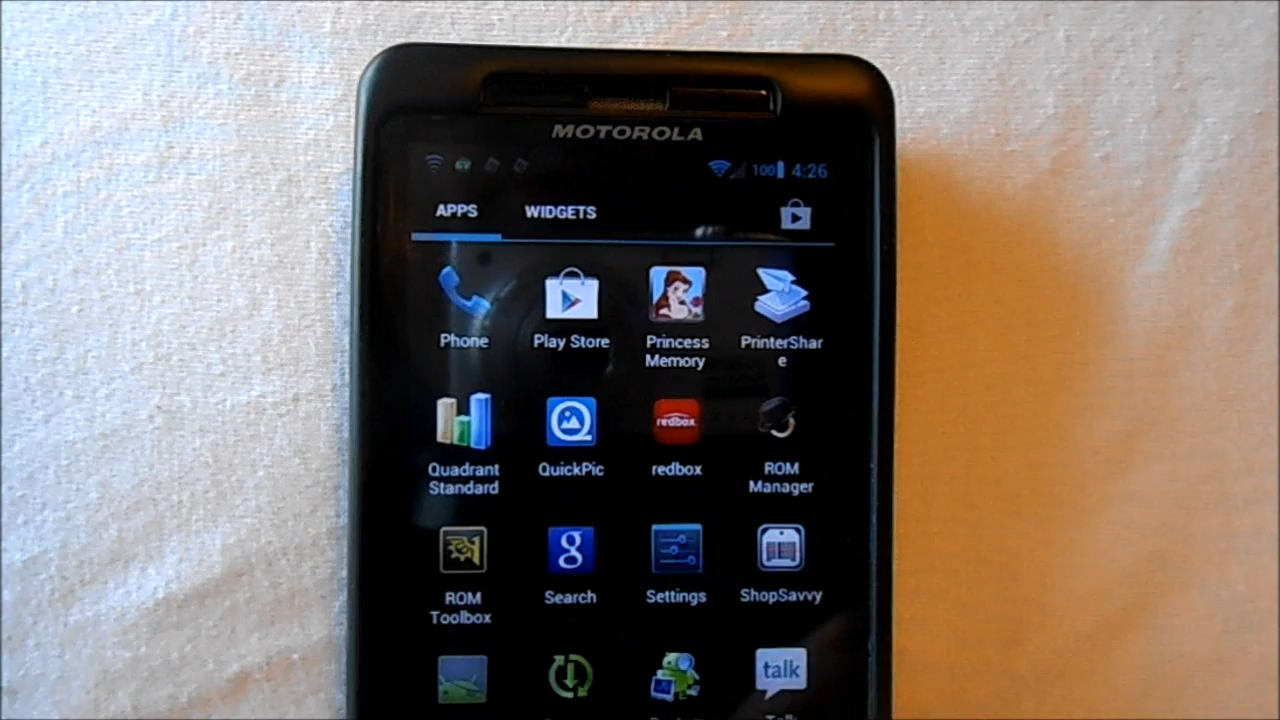 MOTOROLA
100 4:26
APPS WIDGETS
Phone Play Store Princess PrinterShar
Memory e
redbox
Quadrant QuickPic redbox ROM
Standard Manager
g
ROM Search Settings ShopSavvy
Toolbox
talk
Talk